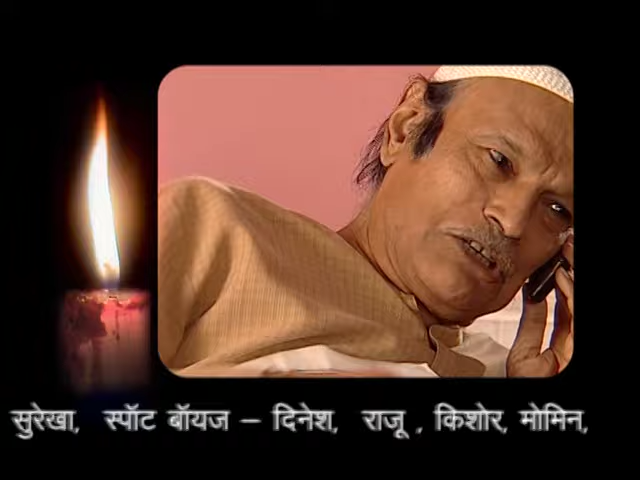 सुरेखा, स्पॉट बॉयज – दिनेश, राजू , किशोर, मोमिन,